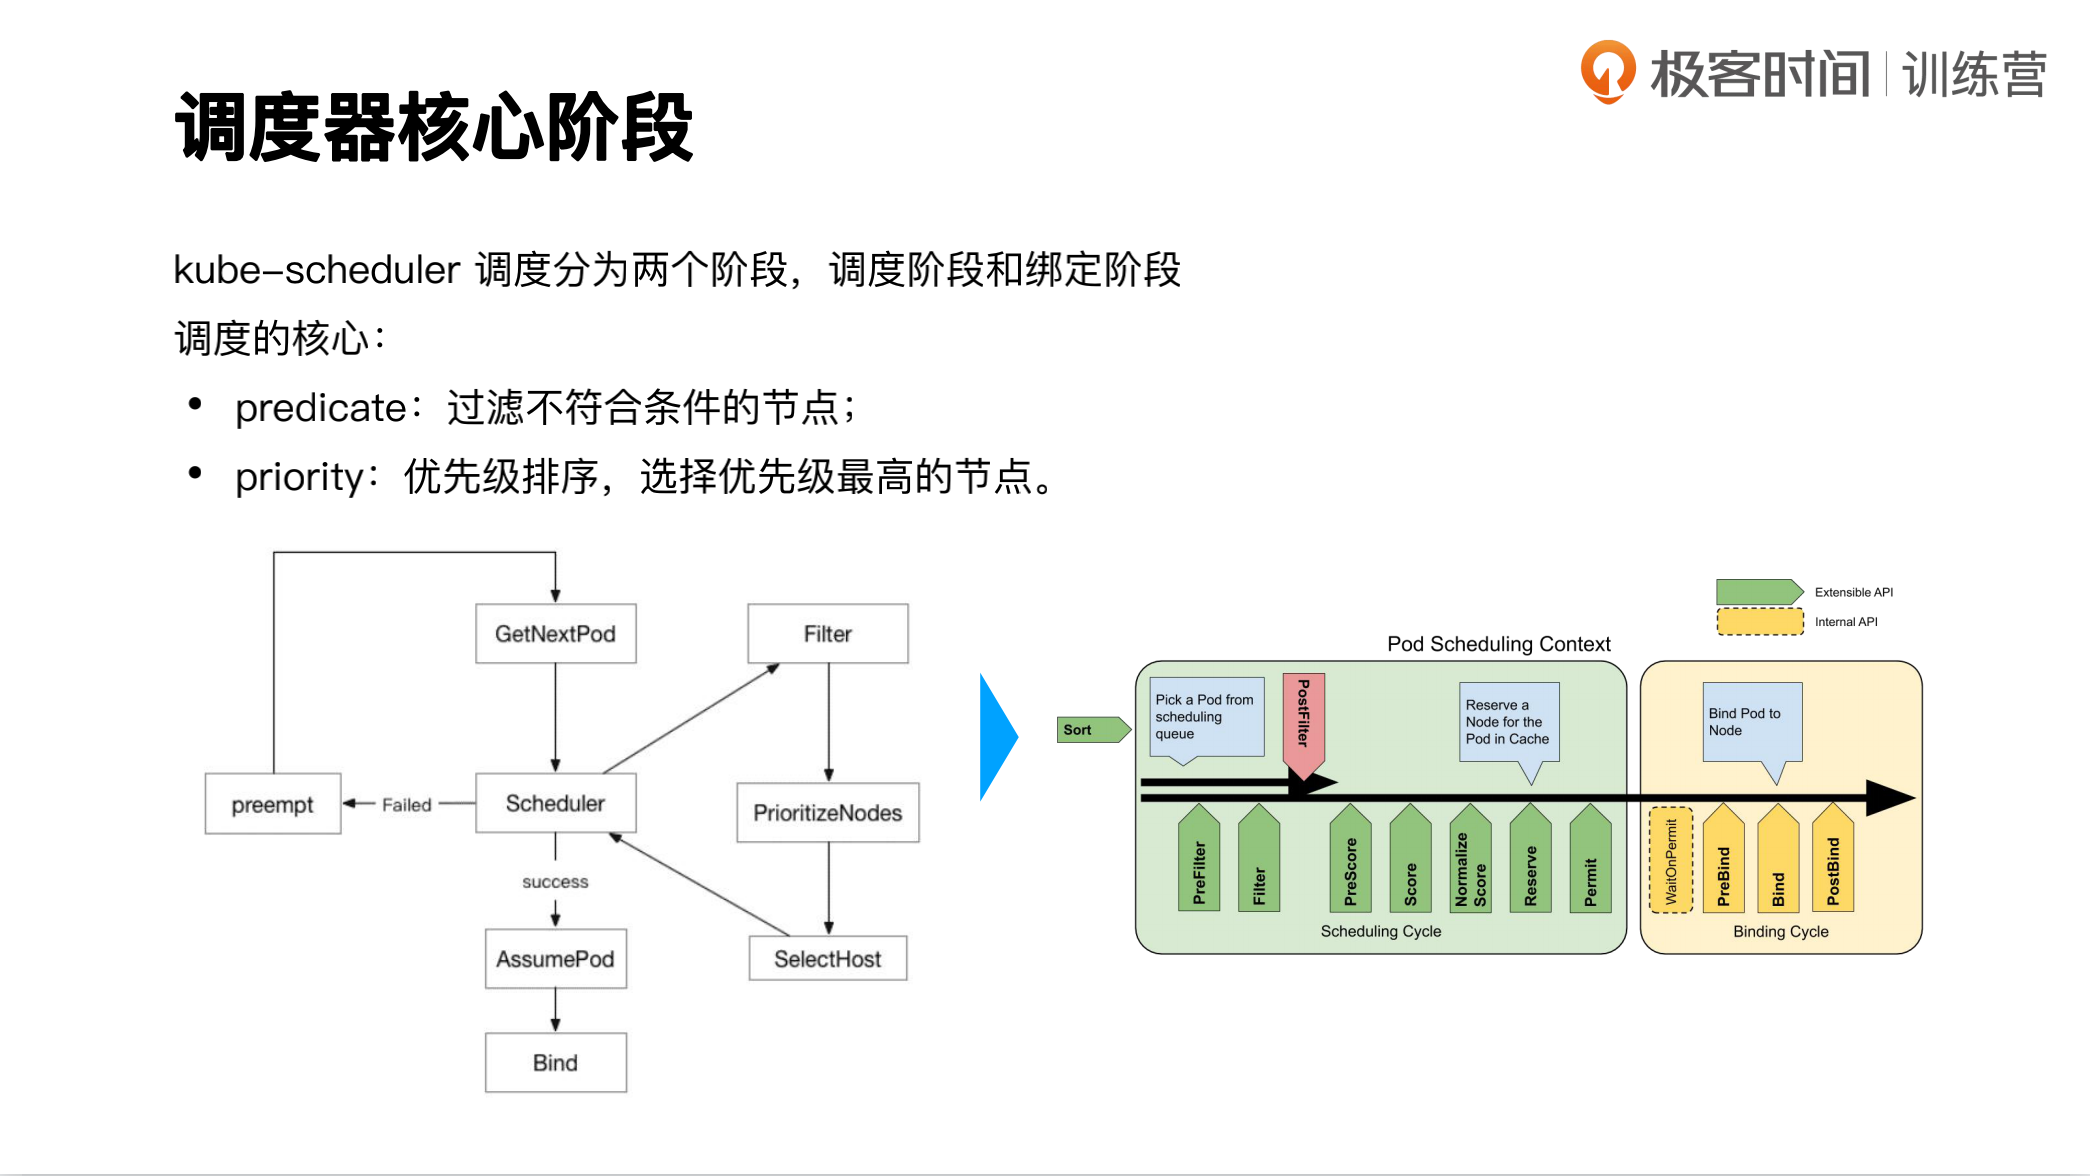 极客时间 | 训练营
调度器核心阶段
kube-scheduler 调度分为两个阶段，调度阶段和绑定阶段
调度的核心：
• predicate：过滤不符合条件的节点；
• priority：优先级排序，选择优先级最高的节点。
GetNextPod
Filter
preempt
Failed
Scheduler
PrioritizeNodes
success
AssumePod
SelectHost
Bind
Extensible API
Internal API
Pod Scheduling Context
Sort
Pick a Pod from
scheduling
queue
PostFilter
Reserve a
Node for the
Pod in Cache
Bind Pod to
Node
PreFilter
Filter
PreScore
Score
Normalize
Score
Reserve
Permit
WaitOnPermit
PreBind
Bind
PostBind
Scheduling Cycle
Binding Cycle